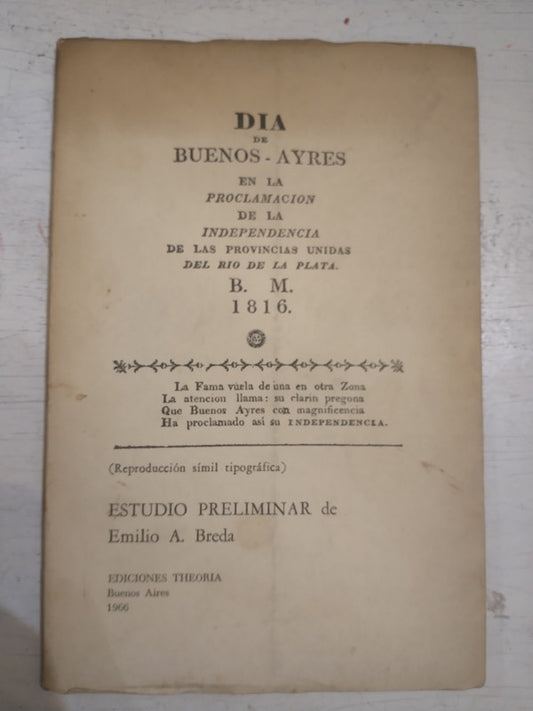 DIA
DE
BUENOS - AYRES
EN LA
PROCLAMACION
DE LA
INDEPENDENCIA
DE LAS PROVINCIAS UNIDAS
DEL RIO DE LA PLATA.
B. M.
1816.
La Fama vuela de una en otra Zona
La atencion llama: su clarin pregona
Que Buenos Ayres con magnificencia
Ha proclamado así su INDEPENDENCIA.
(Reproducción símil tipográfica)
ESTUDIO PRELIMINAR de
Emilio A. Breda
EDICIONES THEORIA
Buenos Aires
1966